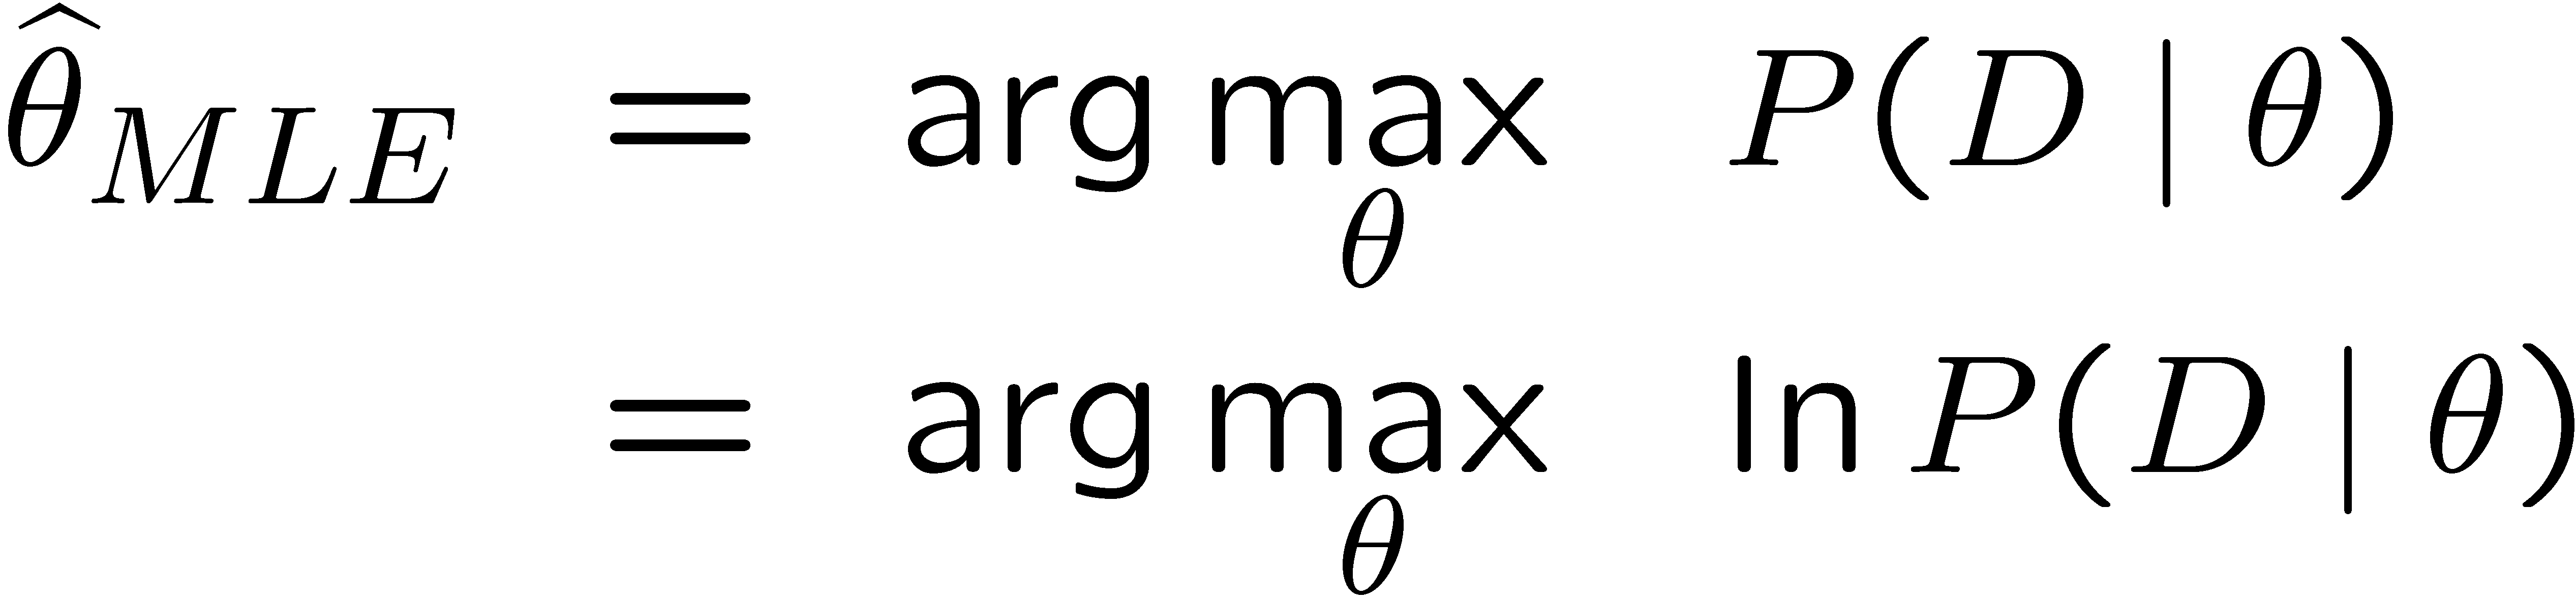 θ̂_MLE = arg max_θ P(D | θ)
= arg max_θ ln P(D | θ)